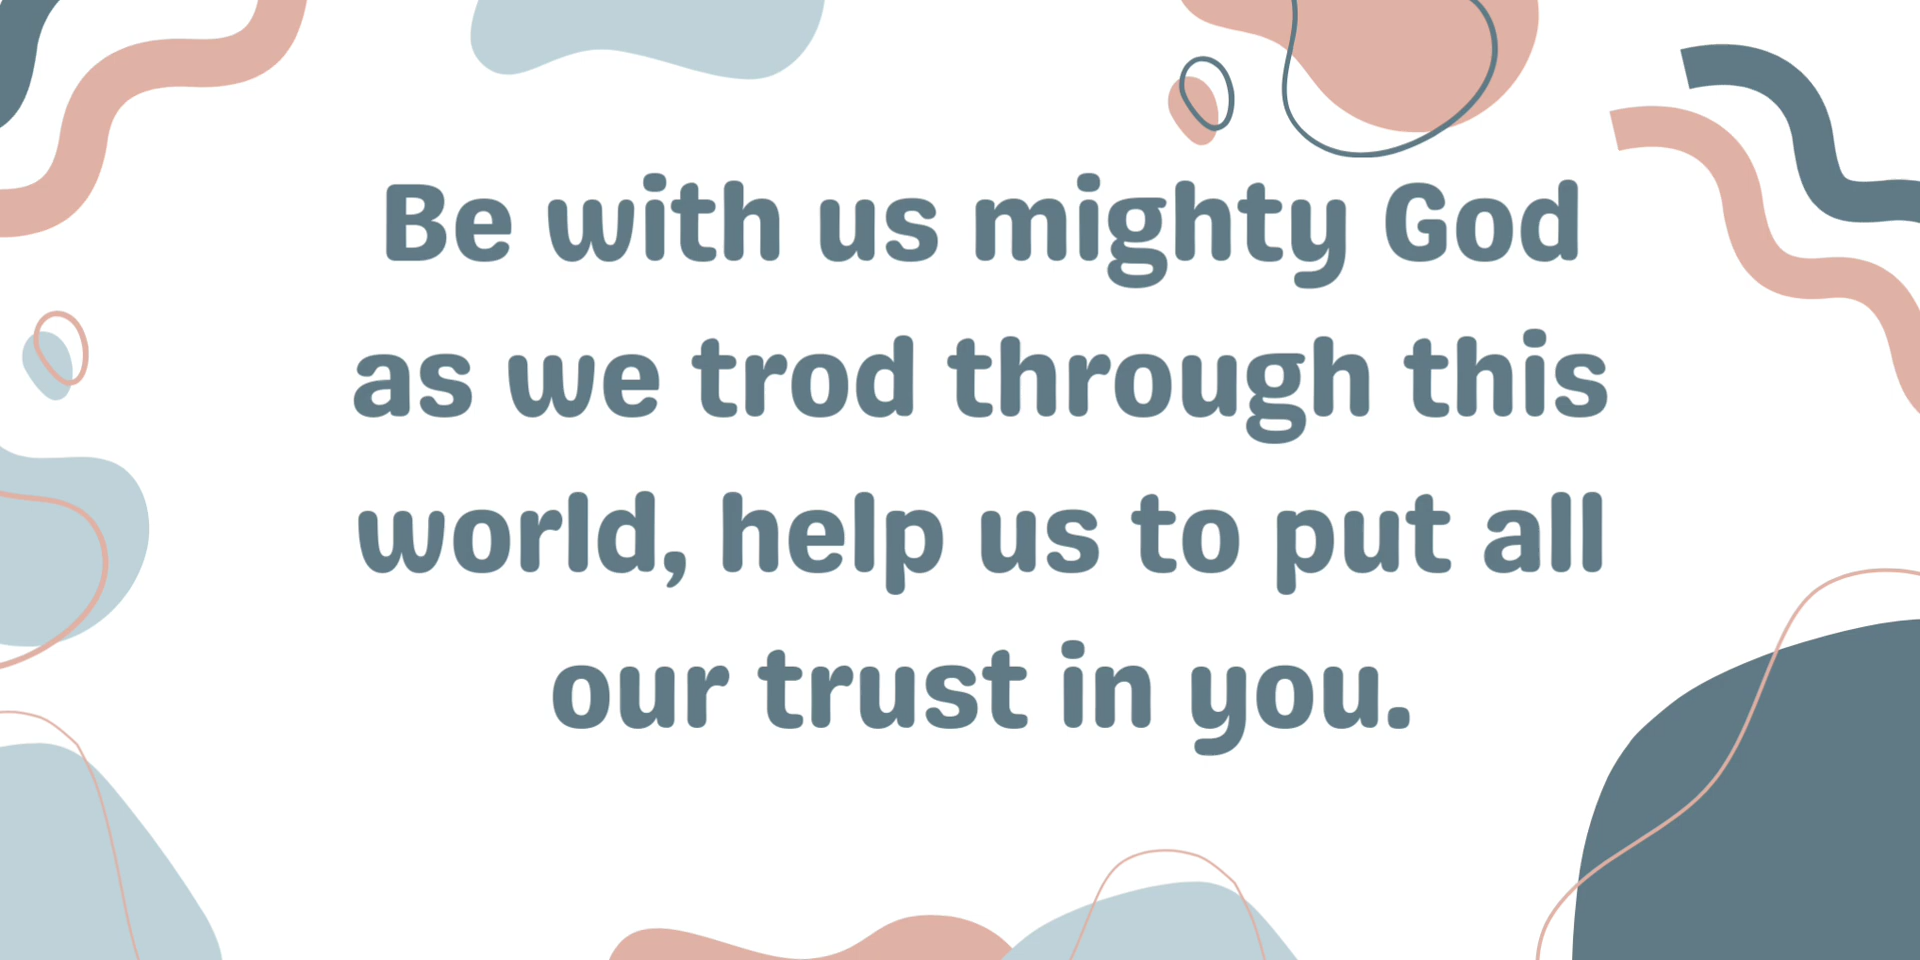 Be with us mighty God
as we trod through this
world, help us to put all
our trust in you.